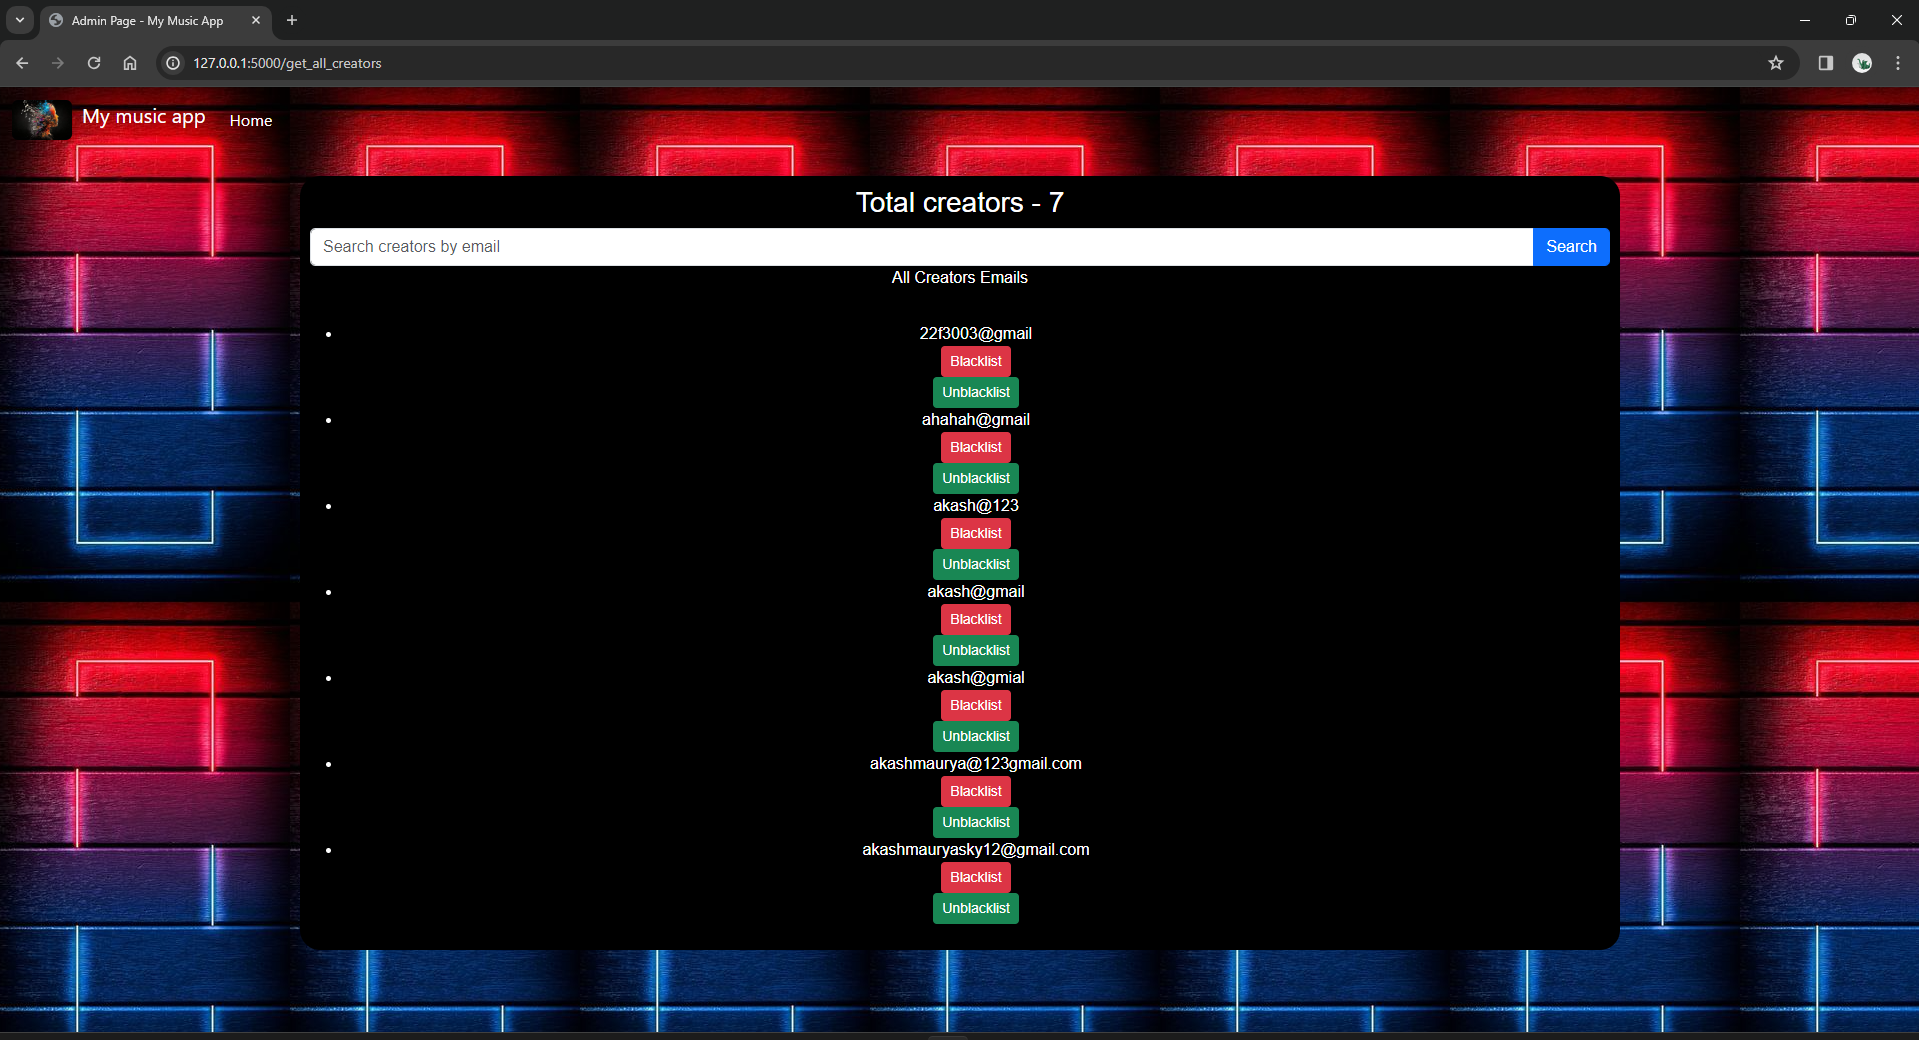 Admin Page - My Music App
127.0.0.1:5000/get_all_creators
My music app Home
Total creators - 7
Search creators by email Search
All Creators Emails
22f3003@gmail
Blacklist
Unblacklist
ahahah@gmail
Blacklist
Unblacklist
akash@123
Blacklist
Unblacklist
akash@gmail
Blacklist
Unblacklist
akash@gmial
Blacklist
Unblacklist
akashmaurya@123gmail.com
Blacklist
Unblacklist
akashmauryasky12@gmail.com
Blacklist
Unblacklist